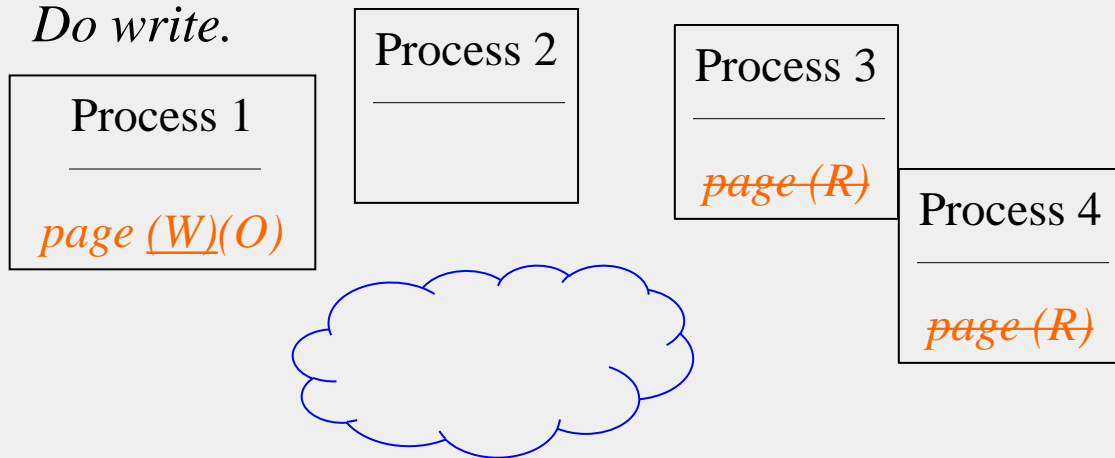 Do write.
Process 1
page (W)(O)
Process 2
Process 3
page (R)
Process 4
page (R)